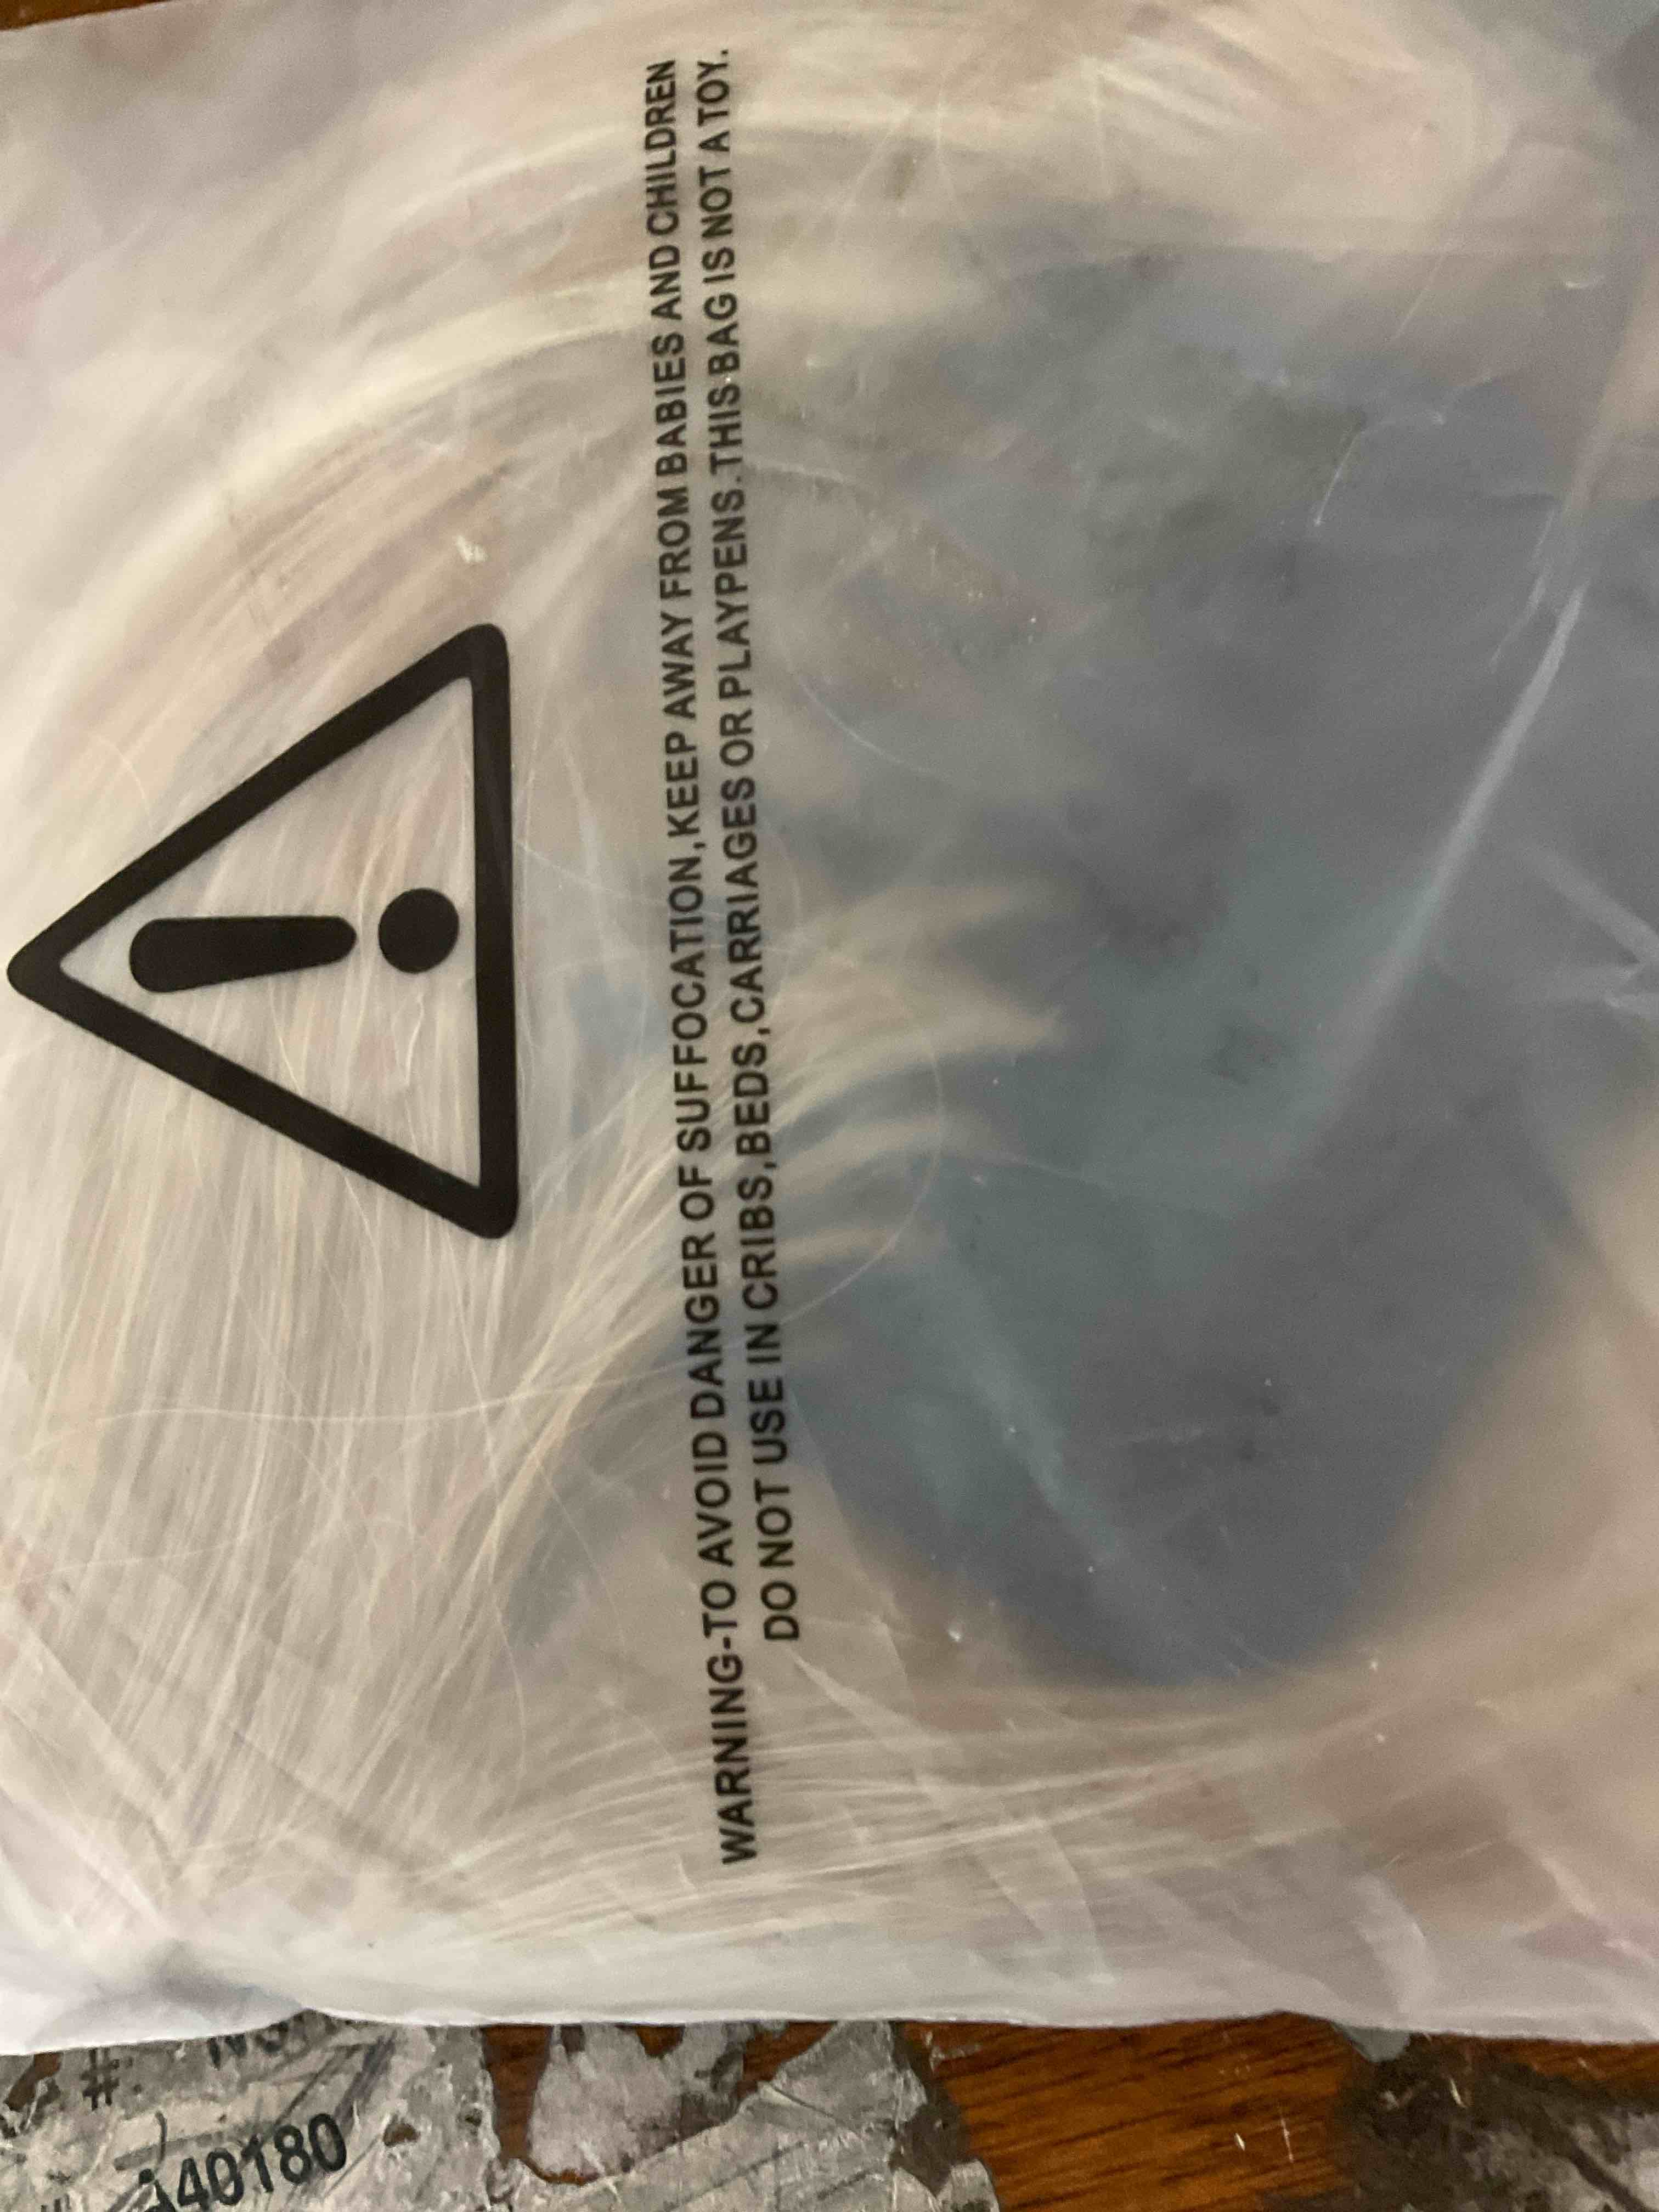 WARNING-TO AVOID DANGER OF SUFFOCATION,KEEP AWAY FROM BABIES AND CHILDREN
DO NOT USE IN CRIBS,BEDS,CARRIAGES OR PLAYPENS.THIS BAG IS NOT A TOY.
#:
A40180